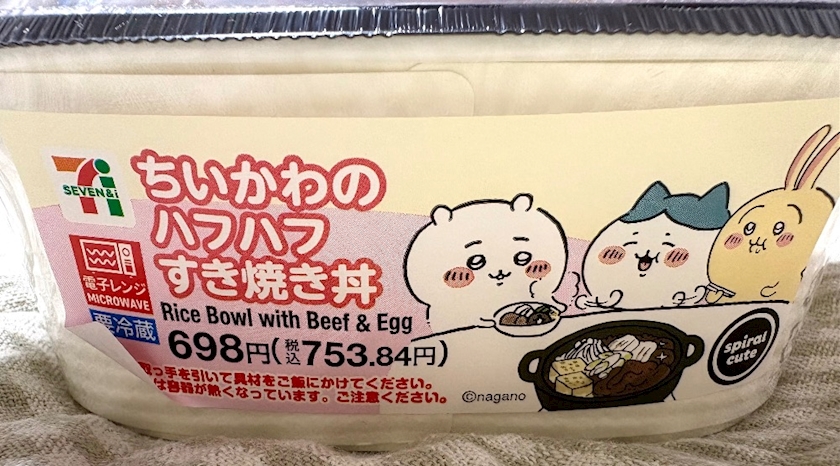 SEVEN&i
ちいかわの
ハフハフ
すき焼き丼
電子レンジ
MICROWAVE
要冷蔵
Rice Bowl with Beef & Egg
698円(税込753.84円)
っ手を引いて具材をご飯にかけてください。
は容器が熱くなっています。ご注意ください。
©nagano
spiral
cute